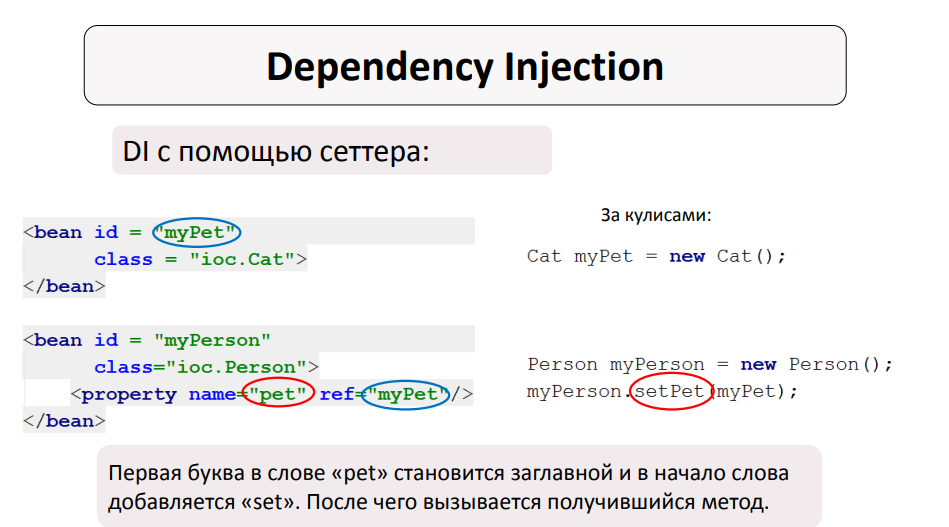 Dependency Injection
DI с помощью сеттера:
За кулисами:
<bean id = "myPet"
class = "ioc.Cat">
</bean>
Cat myPet = new Cat();
<bean id = "myPerson"
class="ioc.Person">
<property name="pet" ref="myPet"/>
</bean>
Person myPerson = new Person();
myPerson.setPet(myPet);
Первая буква в слове «pet» становится заглавной и в начало слова
добавляется «set». После чего вызывается получившийся метод.